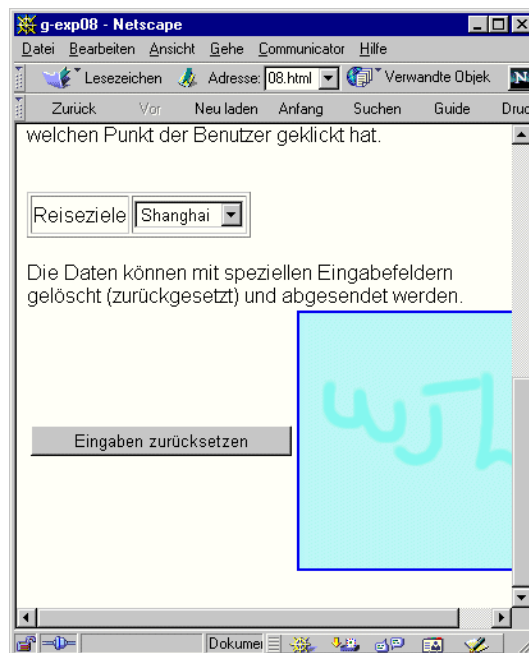 g-exp08 - Netscape
Datei Bearbeiten Ansicht Gehe Communicator Hilfe
Lesezeichen Adresse: 08.html Verwandte Objek N
Zurück Vor Neu laden Anfang Suchen Guide Druc
welchen Punkt der Benutzer geklickt hat.
Reiseziele Shanghai
Die Daten können mit speziellen Eingabefeldern
gelöscht (zurückgesetzt) und abgesendet werden.
Eingaben zurücksetzen
Dokumer